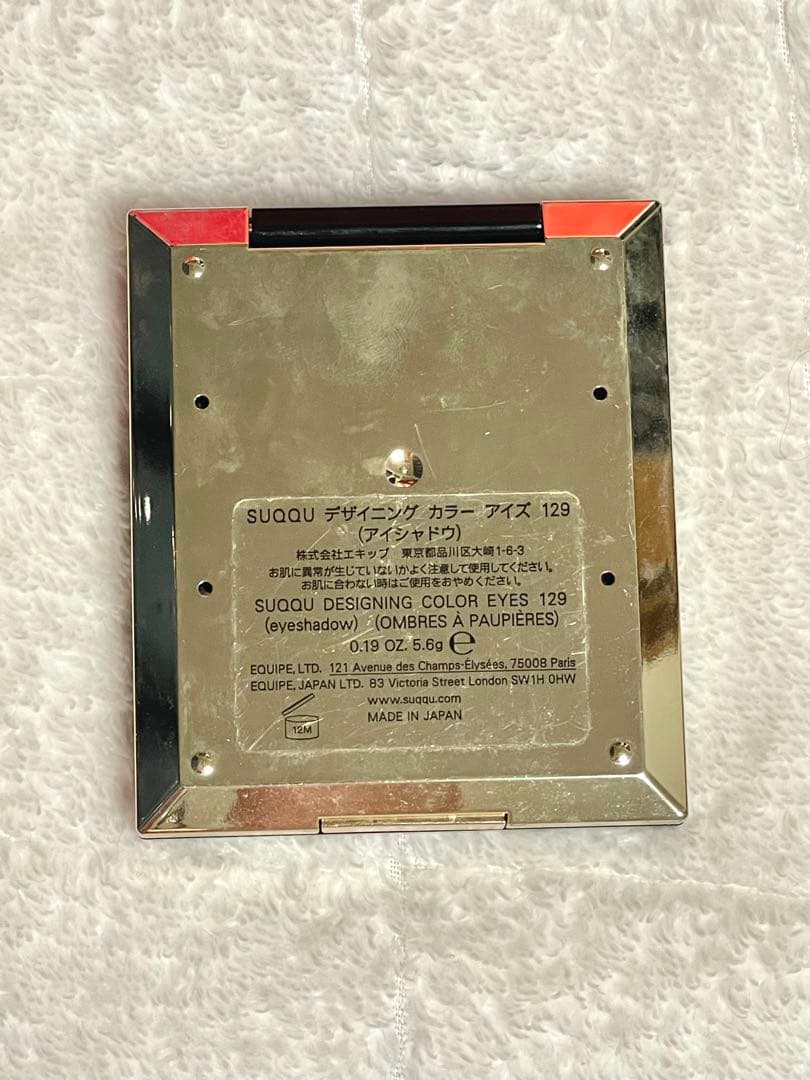 SUQQU デザイニング カラー アイズ 129
(アイシャドウ)
株式会社エキップ 東京都品川区大崎1-6-3
お肌に異常が生じていないかよく注意して使用してください。
お肌に合わない時はご使用をおやめください。
SUQQU DESIGNING COLOR EYES 129
(eyeshadow) (OMBRES À PAUPIÈRES)
0.19 OZ. 5.6g ℮
EQUIPE, LTD. 121 Avenue des Champs-Élysées, 75008 Paris
EQUIPE, JAPAN LTD. 83 Victoria Street London SW1H 0HW
www.suqqu.com
MADE IN JAPAN
12M